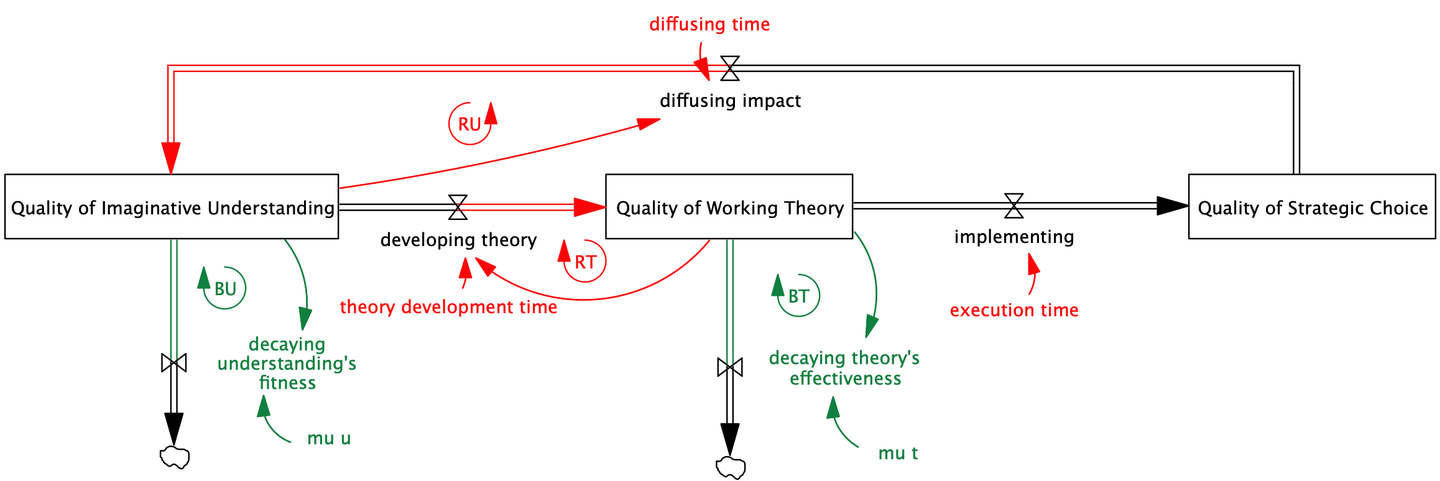 diffusing time
diffusing impact
RU
Quality of Imaginative Understanding
Quality of Working Theory
Quality of Strategic Choice
developing theory
implementing
RT
BU
BT
theory development time
execution time
decaying
understanding's
fitness
decaying theory's
effectiveness
mu u
mu t